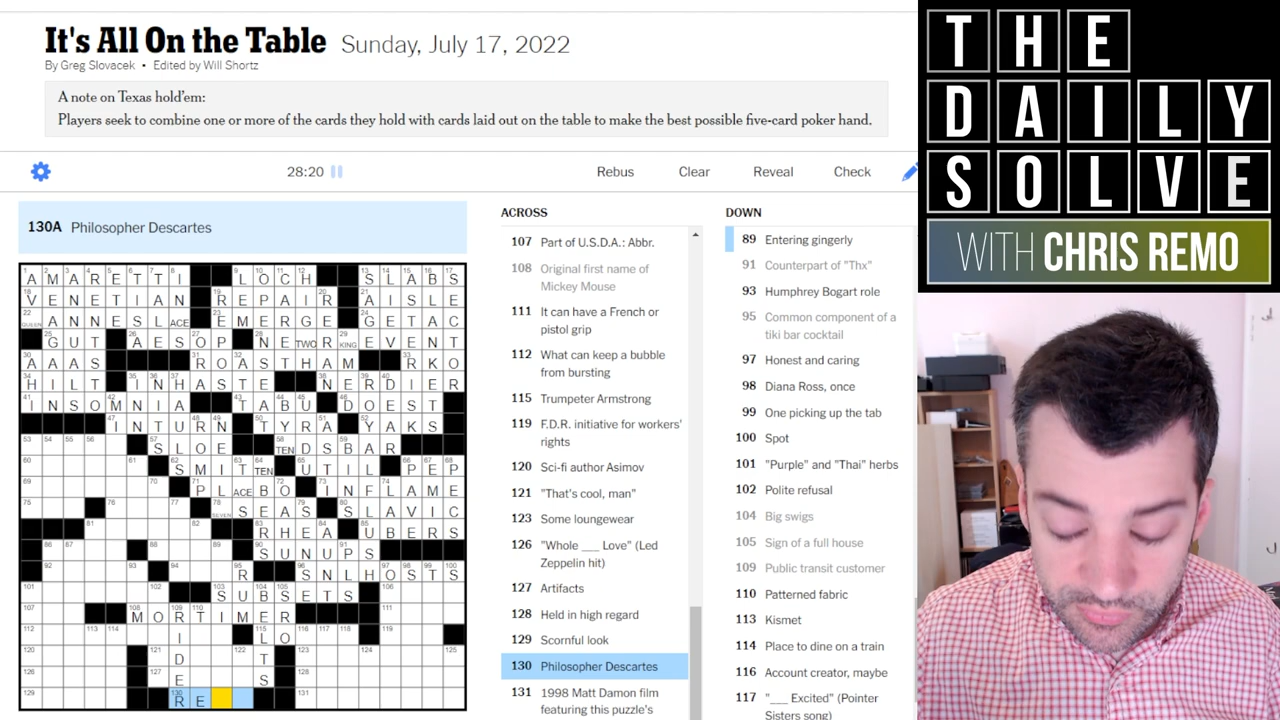 It's All On the Table Sunday, July 17, 2022
By Greg Slovacek • Edited by Will Shortz
A note on Texas hold'em:
Players seek to combine one or more of the cards they hold with cards laid out on the table to make the best possible five-card poker hand.
28:20
Rebus
Clear
Reveal
Check
130A Philosopher Descartes
ACROSS
107 Part of U.S.D.A.: Abbr.
108 Original first name of
Mickey Mouse
111 It can have a French or
pistol grip
112 What can keep a bubble
from bursting
115 Trumpeter Armstrong
119 F.D.R. initiative for workers'
rights
120 Sci-fi author Asimov
121 "That's cool, man"
123 Some loungewear
126 "Whole ___ Love" (Led
Zeppelin hit)
127 Artifacts
128 Held in high regard
129 Scornful look
130 Philosopher Descartes
131 1998 Matt Damon film
featuring this puzzle's
DOWN
89 Entering gingerly
91 Counterpart of "Thx"
93 Humphrey Bogart role
95 Common component of a
tiki bar cocktail
97 Honest and caring
98 Diana Ross, once
99 One picking up the tab
100 Spot
101 "Purple" and "Thai" herbs
102 Polite refusal
104 Big swigs
105 Sign of a full house
109 Public transit customer
110 Patterned fabric
113 Kismet
114 Place to dine on a train
116 Account creator, maybe
117 "___ Excited" (Pointer
Sisters song)
AMARETTI LOCH SLABS
VENETIAN REPAIR AISLE
QUEEN ANNESL ACE EMERGE GETAC
GUT AESOP NE TWO R KING EVENT
AAAS ROASTHAM RKO
HILT INHASTE NERDIER
INSOMNIA TABU DOEST
INTURN TYRA YAKS
SLOE TEN DSBAR
SMIT TEN UTIL PEP
PL ACE BO INFLAME
SEVEN SEAS SLAVIC
RHEA UBERS
SUNUPS
R SNLHOSTS
SUBSETS
MORTIMER
I LO
D T
E S
RE
THE
DAILY
SOLVE
WITH CHRIS REMO